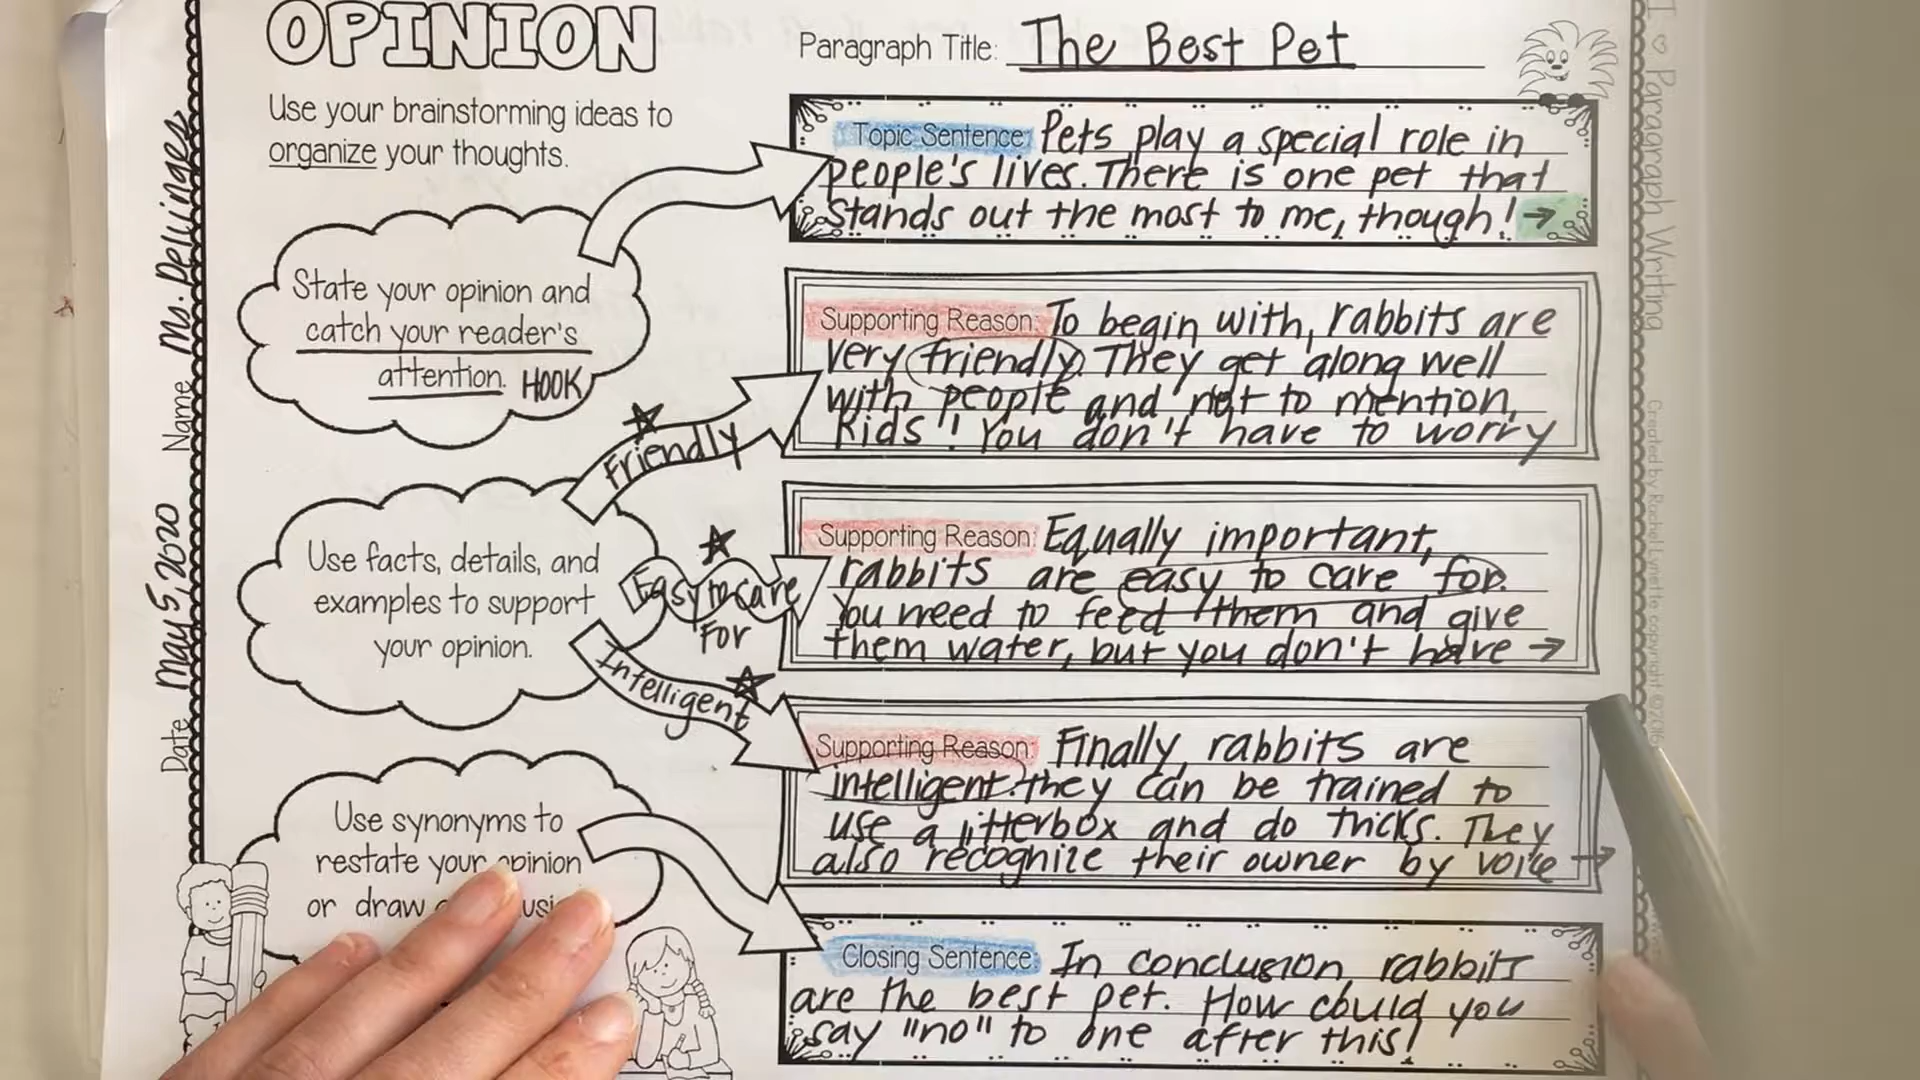 OPINION
Use your brainstorming ideas to
organize your thoughts.
Paragraph Title: The Best Pet
Topic Sentence: Pets play a special role in
people's lives. There is one pet that
stands out the most to me, though! →
State your opinion and
catch your reader's
attention. HOOK
Friendly
Supporting Reason: To begin with, rabbits are
very friendly. They get along well
with people and not to mention,
kids! You don't have to worry
Use facts, details, and
examples to support
your opinion.
Easy to care
For
Supporting Reason: Equally important,
rabbits are easy to care for.
You need to feed them and give
them water, but you don't have →
Intelligent
Supporting Reason: Finally, rabbits are
intelligent. they can be trained to
use a litterbox and do tricks. They
also recognize their owner by voice →
Use synonyms to
restate your opinion
or draw
Closing Sentence: In conclusion, rabbits
are the best pet. How could you
say "no" to one after this!
Date May 5, 2020 Name Ms.
I ♡ Paragraph Writing
Created by Rachel Lynette copyright ©2016